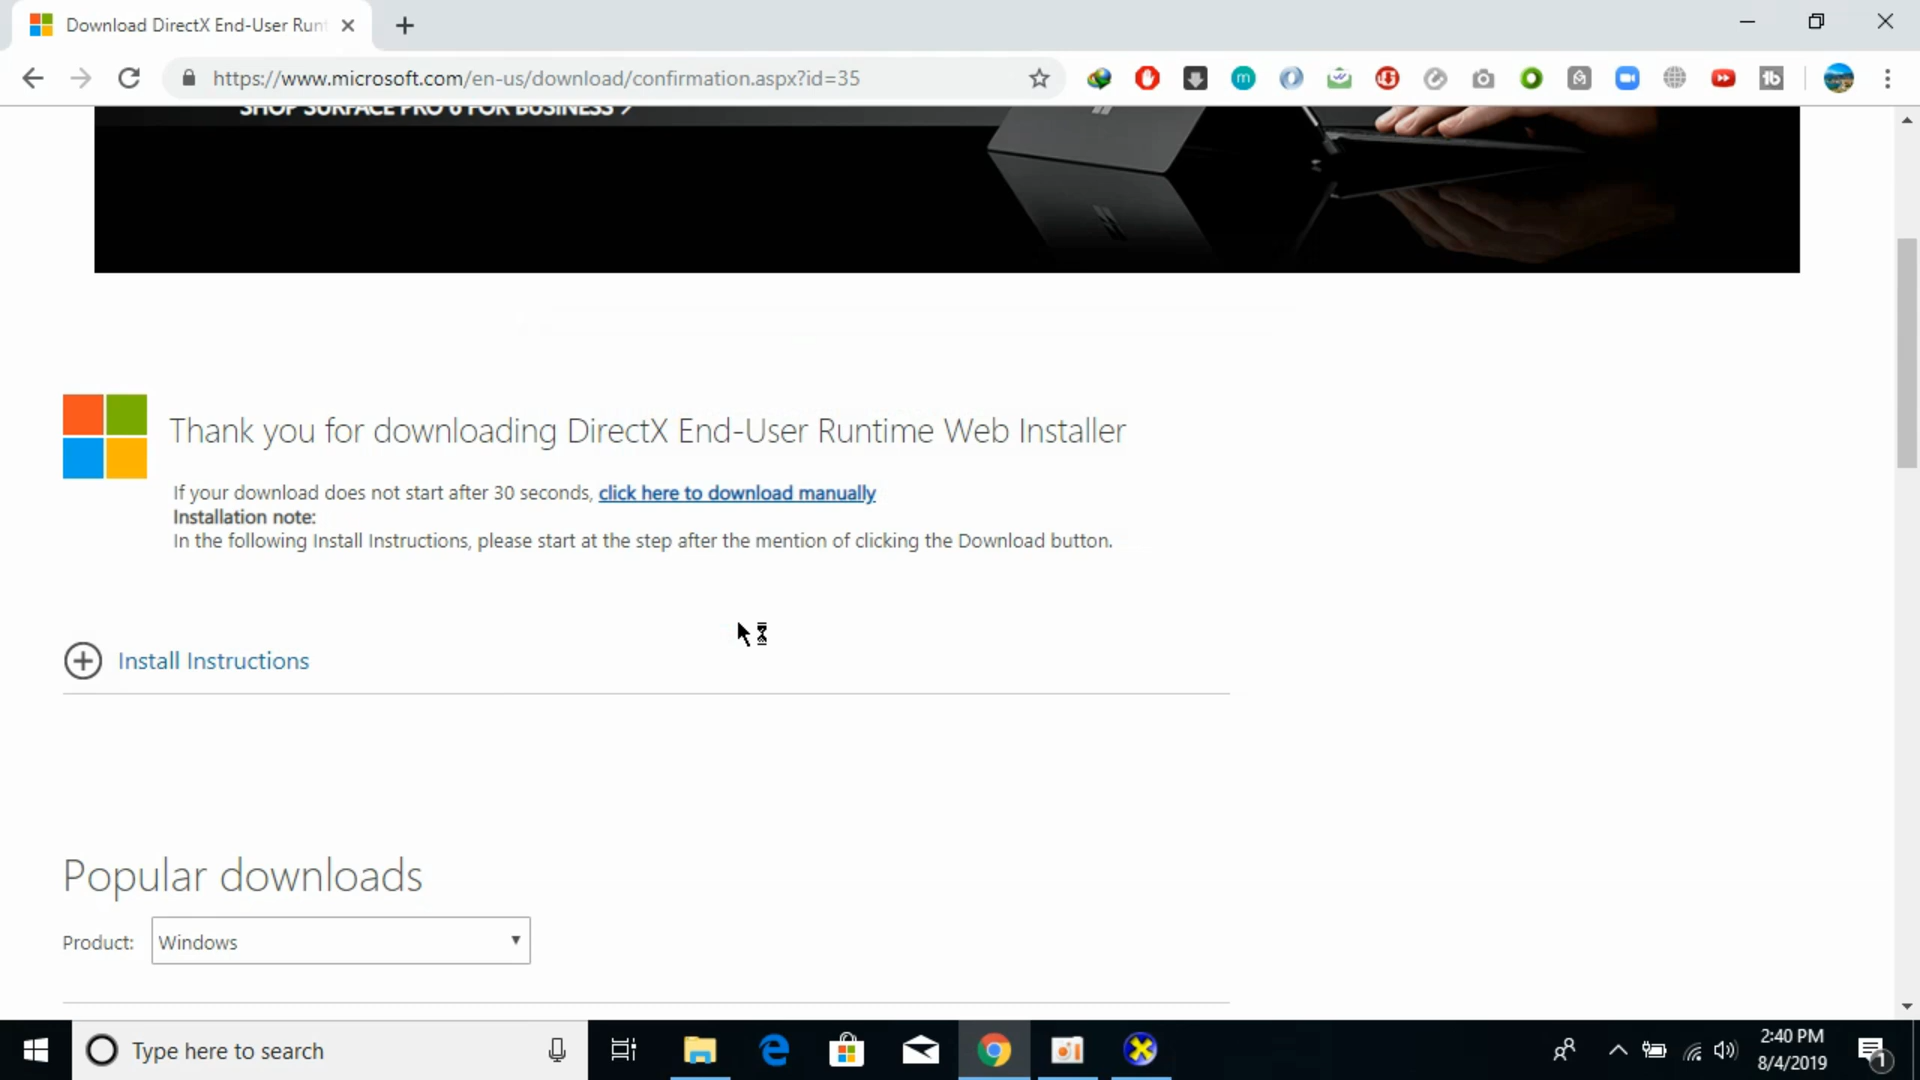 Download DirectX End-User Runt
https://www.microsoft.com/en-us/download/confirmation.aspx?id=35
SHOP SURFACE PRO 6 FOR BUSINESS >
Thank you for downloading DirectX End-User Runtime Web Installer
If your download does not start after 30 seconds, click here to download manually
Installation note:
In the following Install Instructions, please start at the step after the mention of clicking the Download button.
Install Instructions
Popular downloads
Product: Windows
Type here to search
2:40 PM
8/4/2019
1